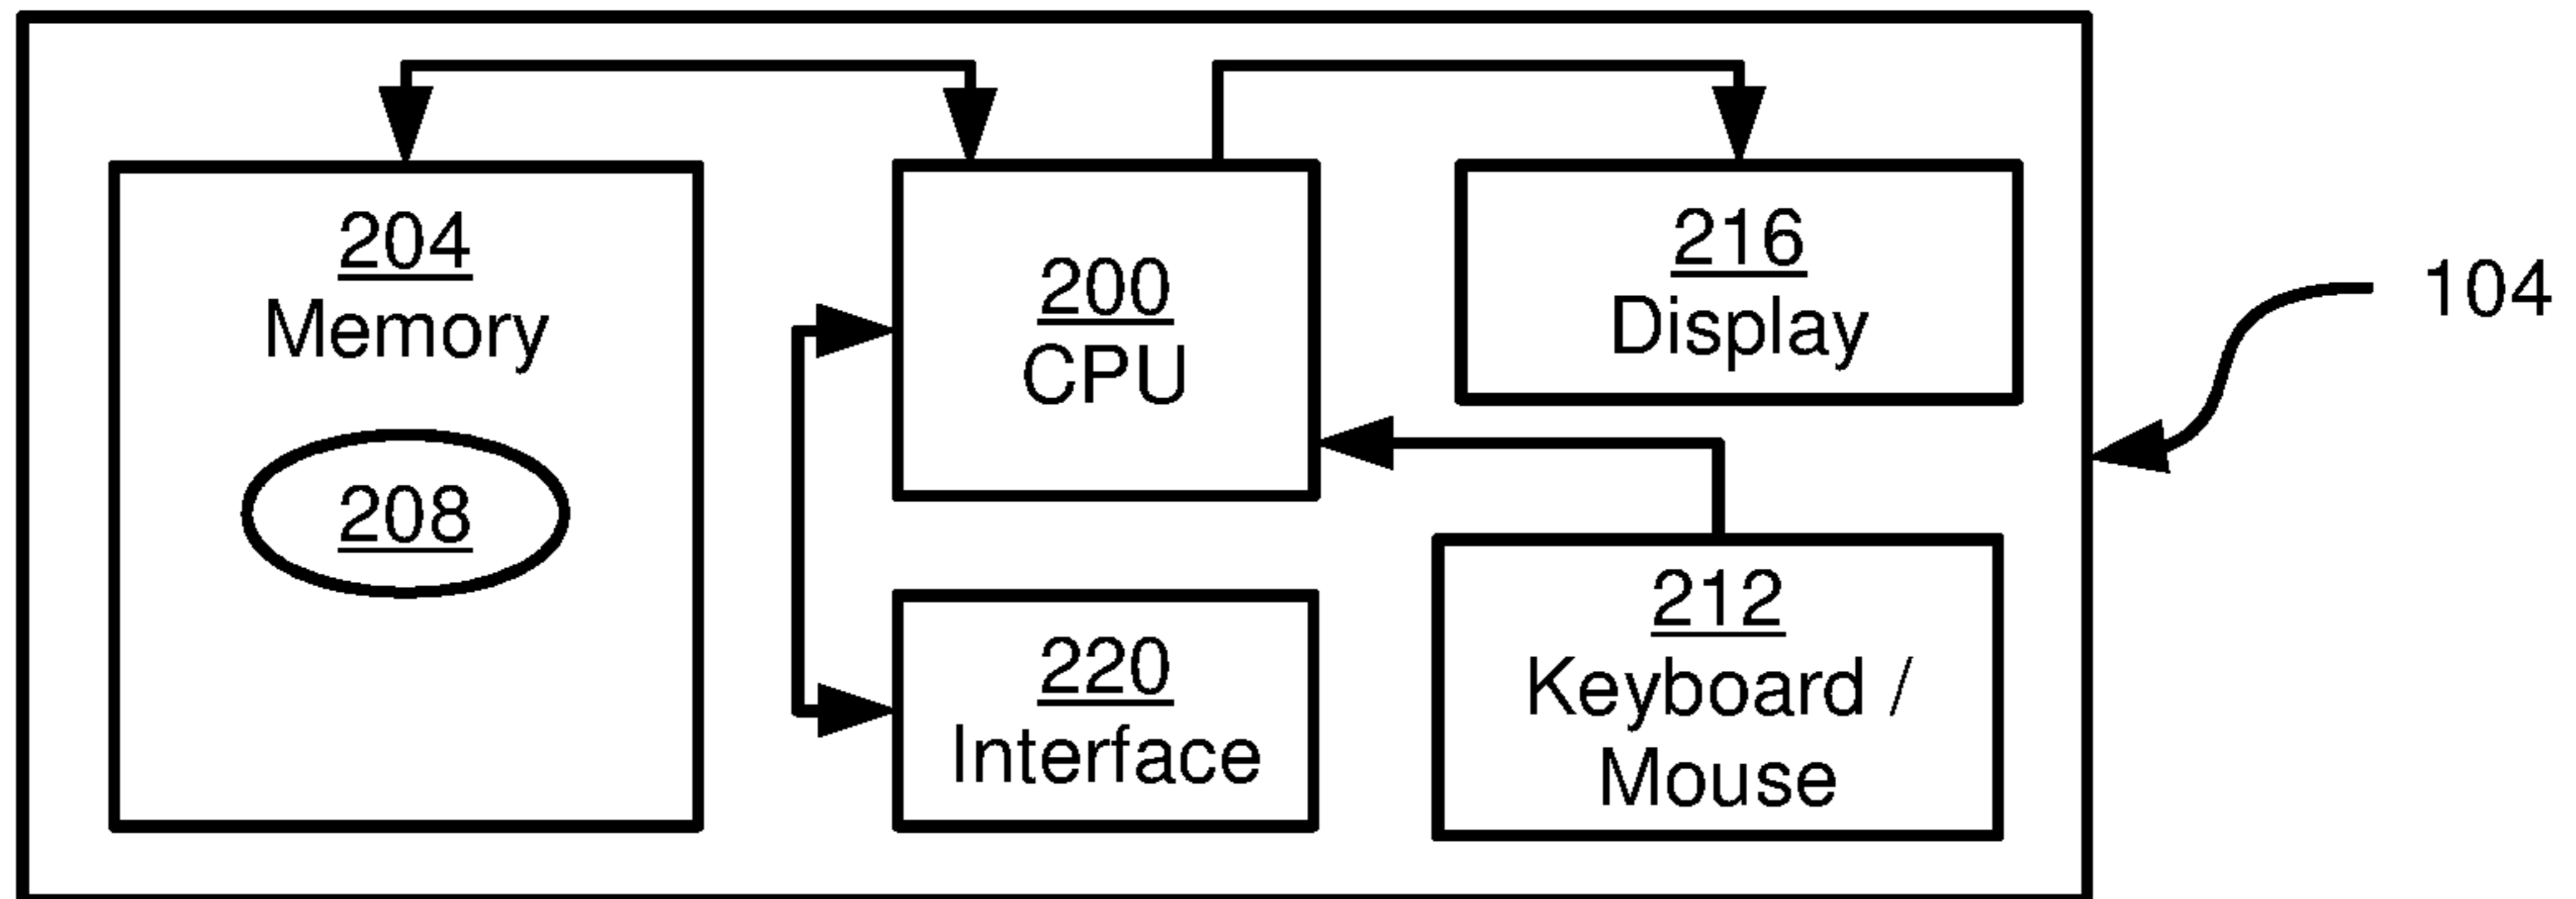 204
Memory
208
200
CPU
220
Interface
216
Display
212
Keyboard /
Mouse
104